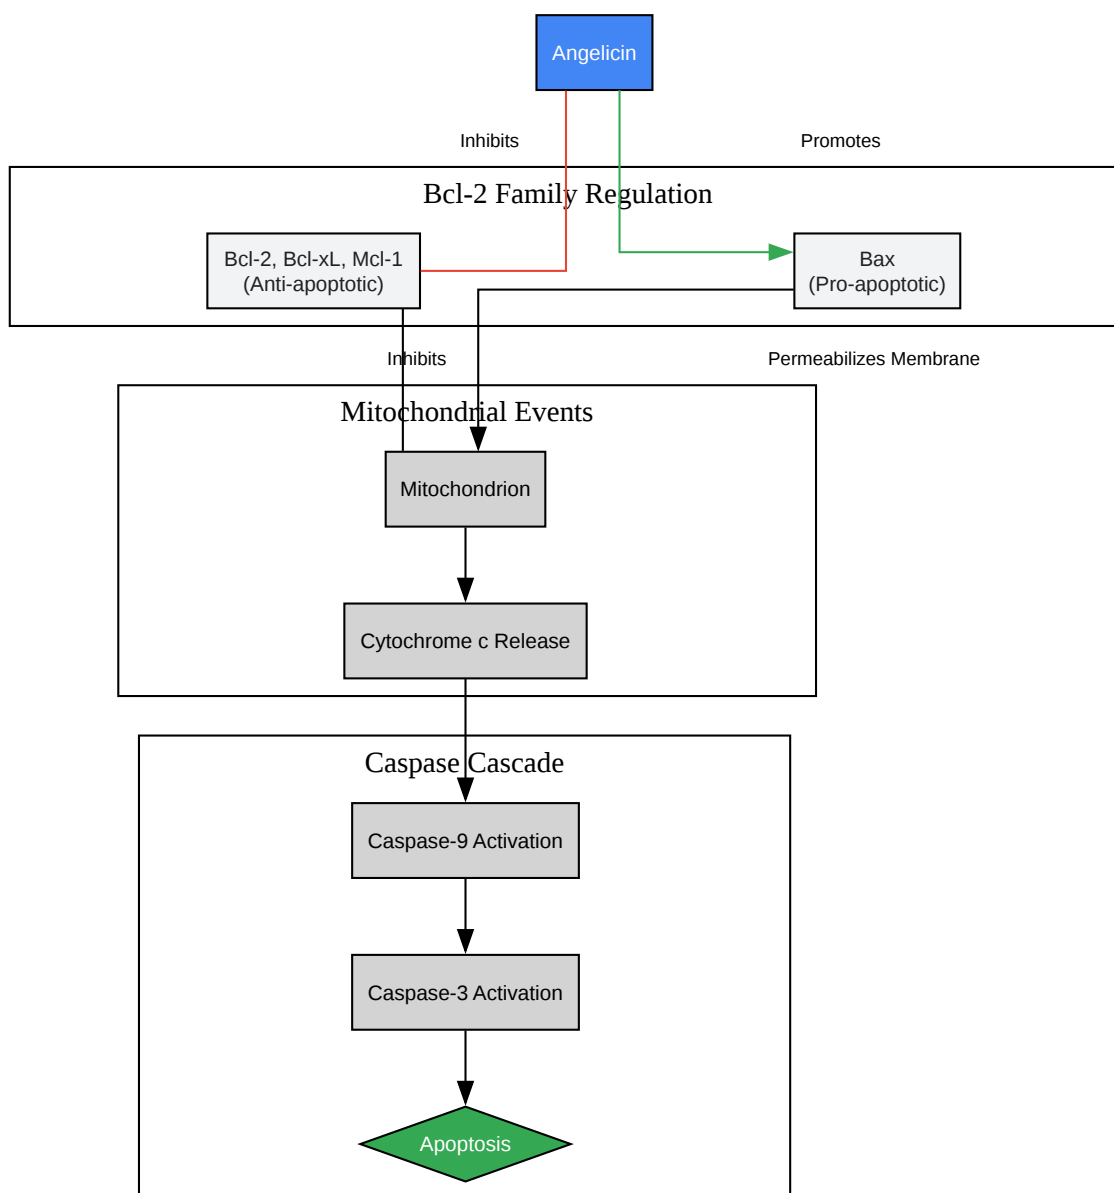 Angelicin
Inhibits
Promotes
Bcl-2 Family Regulation
Bcl-2, Bcl-xL, Mcl-1
(Anti-apoptotic)
Bax
(Pro-apoptotic)
Inhibits
Permeabilizes Membrane
Mitochondrial Events
Mitochondrion
Cytochrome c Release
Caspase Cascade
Caspase-9 Activation
Caspase-3 Activation
Apoptosis